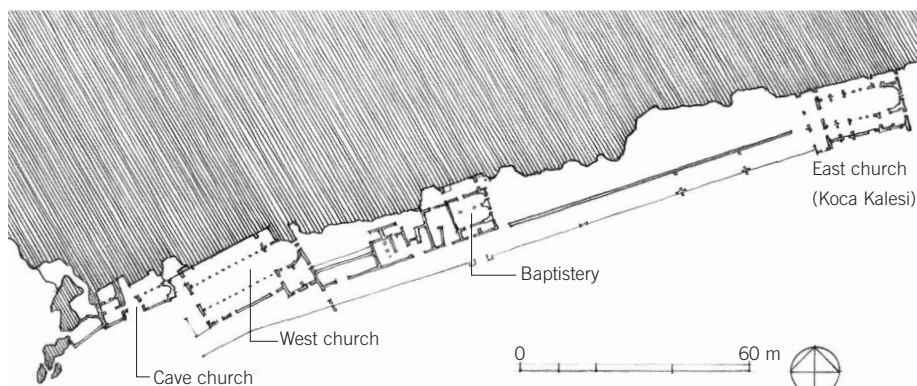 East church
(Koca Kalesi)
Baptistery
West church
0 60 m
Cave church